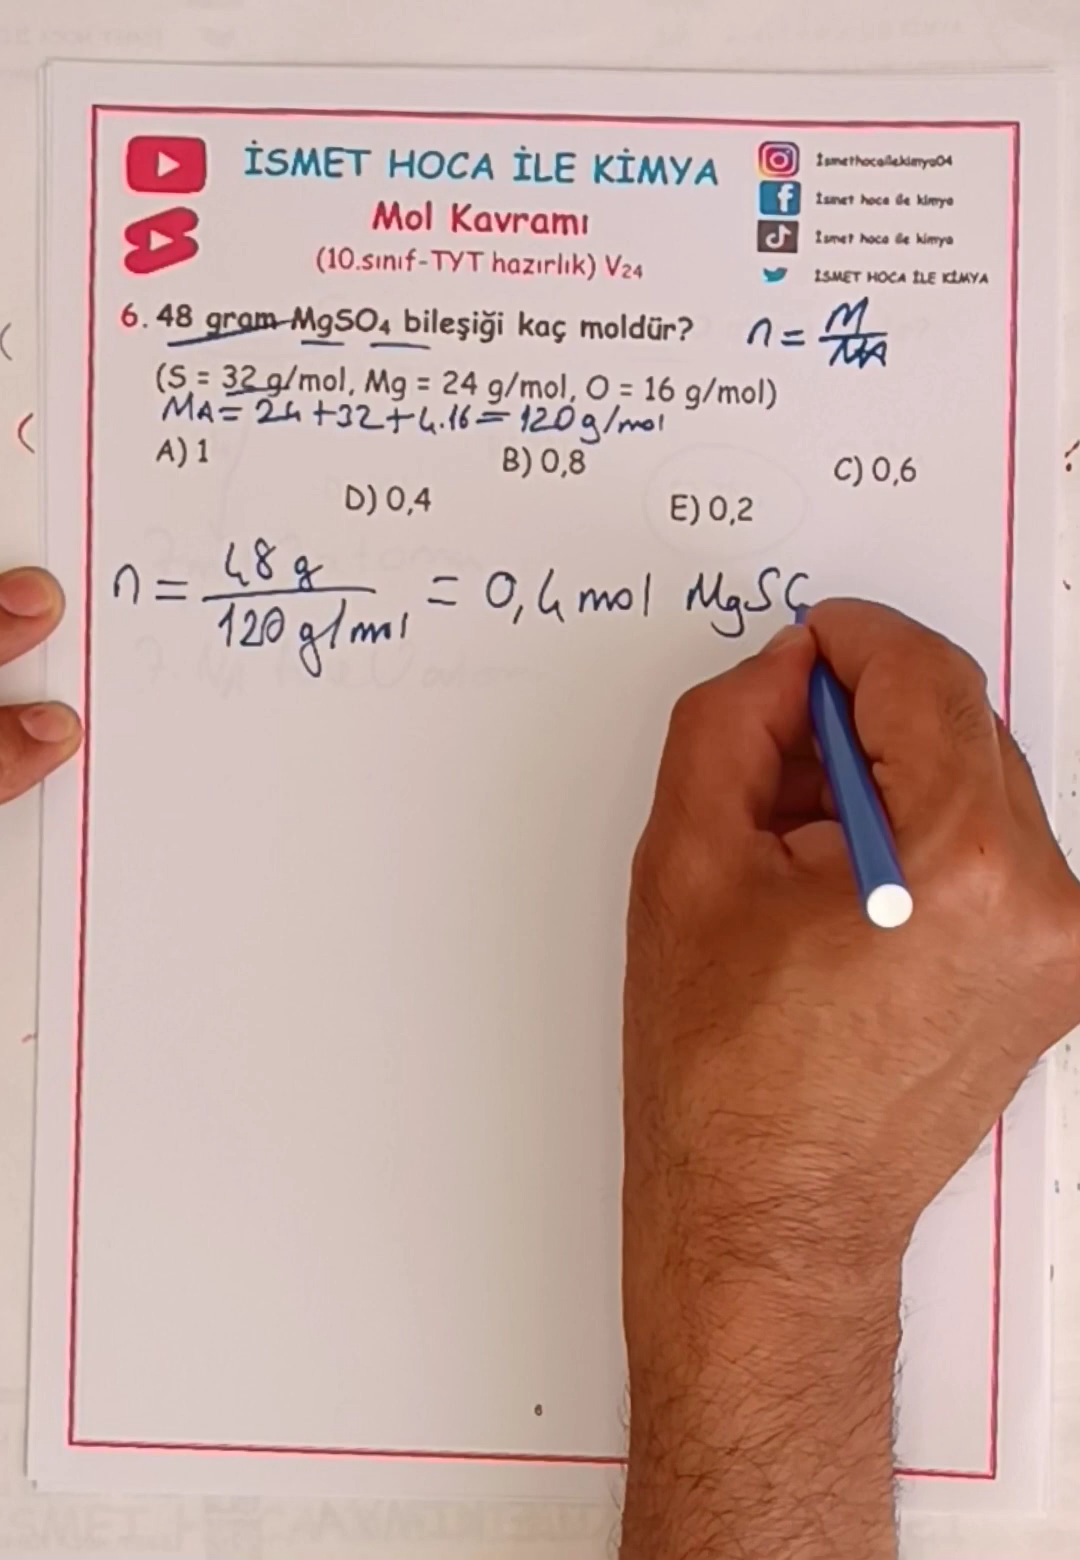 İSMET HOCA İLE KİMYA
Mol Kavramı
(10.sınıf-TYT hazırlık) V24
İsmethocailekimya04
İsmet hoca ile kimya
İsmet hoca ile kimya
İSMET HOCA İLE KİMYA
6. 48 gram MgSO₄ bileşiği kaç moldür?
n = M/MA
(S = 32 g/mol, Mg = 24 g/mol, O = 16 g/mol)
MA = 24 + 32 + 4.16 = 120 g/mol
A) 1
B) 0,8
C) 0,6
D) 0,4
E) 0,2
n = 48 g / 120 g/mol = 0,4 mol MgSO
6